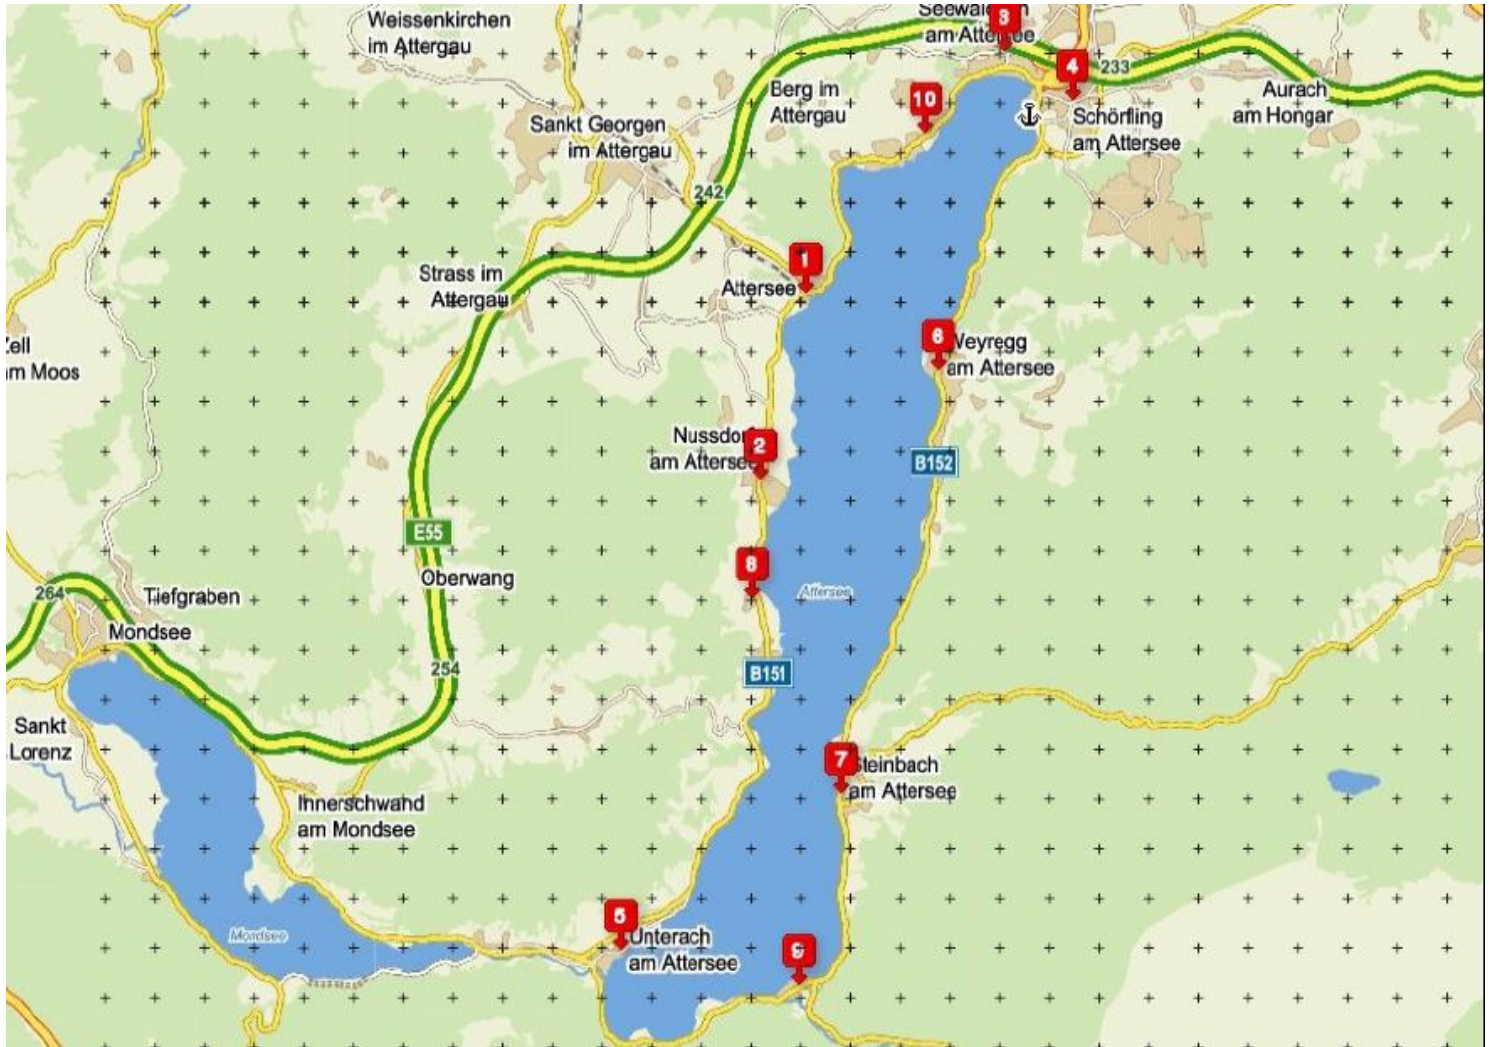 Weissenkirchen
im Attergau
am Attersee
3
4
233
10
Berg im
Attergau
Aurach
am Hongar
Schörfling
am Attersee
Sankt Georgen
im Attergau
242
1
Attersee
Strass im
Attergau
6
Weyregg
am Attersee
am Moos
Nussdorf
am Attersee
2
B152
E55
8
Oberwang
Attersee
264
Tiefgraben
Mondsee
254
B151
Sankt
Lorenz
7
Steinbach
am Attersee
Innerschwand
am Mondsee
5
Unterach
am Attersee
Mondsee
9